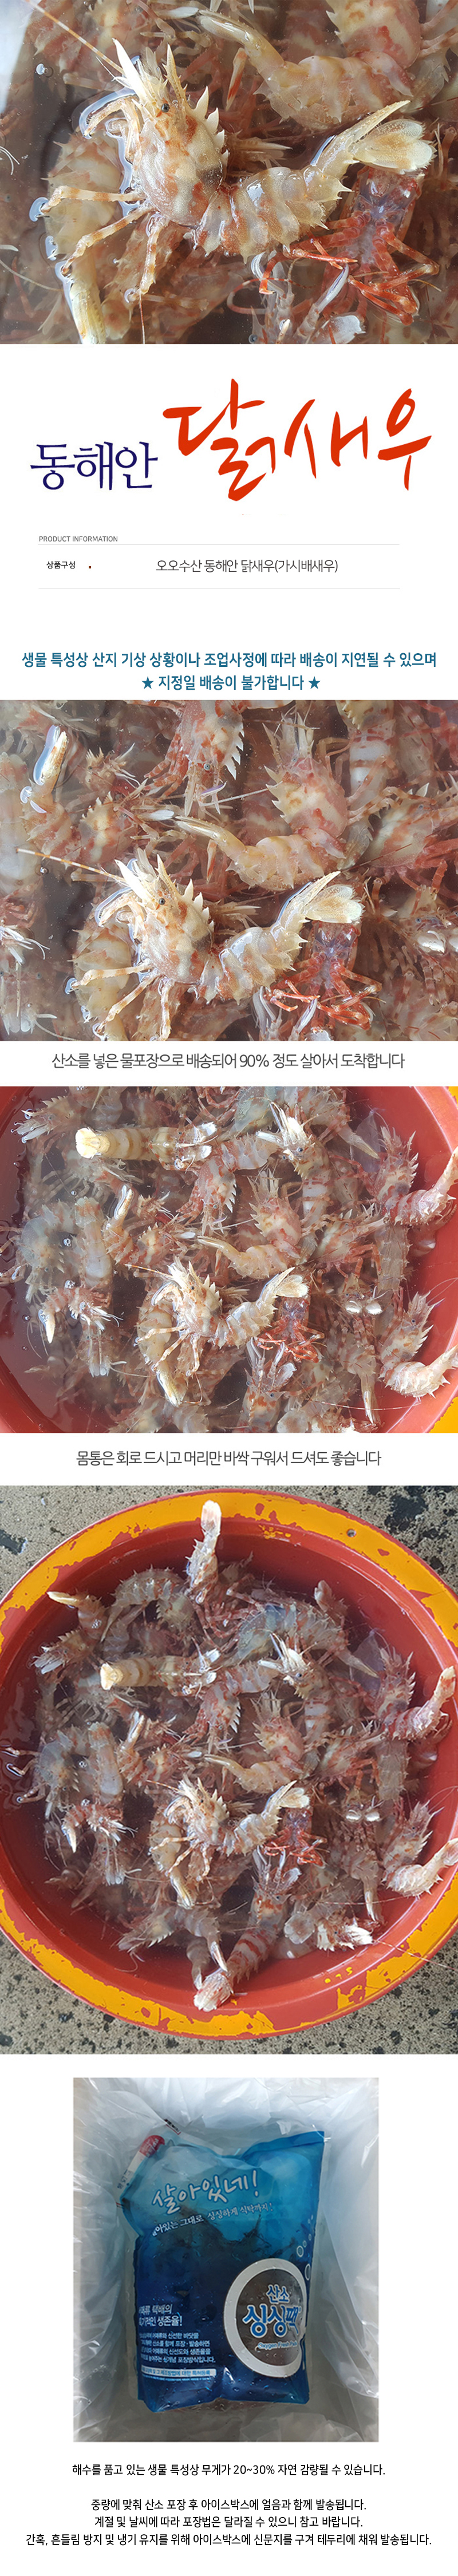 동해안 닭새우
PRODUCT INFORMATION
상품구성
오오수산 동해안 닭새우(가시배새우)
생물 특성상 산지 기상 상황이나 조업사정에 따라 배송이 지연될 수 있으며
★ 지정일 배송이 불가합니다 ★
산소를 넣은 물포장으로 배송되어 90% 정도 살아서 도착합니다
몸통은 회로 드시고 머리만 바싹 구워서 드셔도 좋습니다
살아있네!
산소
싱싱팩
해수를 품고 있는 생물 특성상 무게가 20~30% 자연 감량될 수 있습니다.
중량에 맞춰 산소 포장 후 아이스박스에 얼음과 함께 발송됩니다.
계절 및 날씨에 따라 포장법은 달라질 수 있으니 참고 바랍니다.
간혹, 흔들림 방지 및 냉기 유지를 위해 아이스박스에 신문지를 구겨 테두리에 채워 발송됩니다.